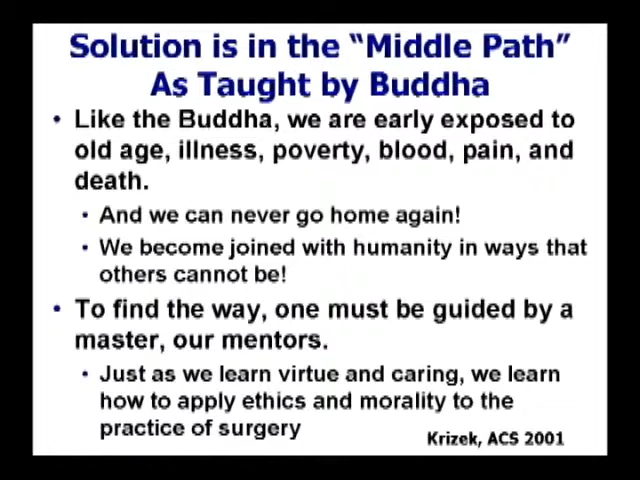 Solution is in the “Middle Path”
As Taught by Buddha
• Like the Buddha, we are early exposed to
old age, illness, poverty, blood, pain, and
death.
• And we can never go home again!
• We become joined with humanity in ways that
others cannot be!
• To find the way, one must be guided by a
master, our mentors.
• Just as we learn virtue and caring, we learn
how to apply ethics and morality to the
practice of surgery
Krizek, ACS 2001